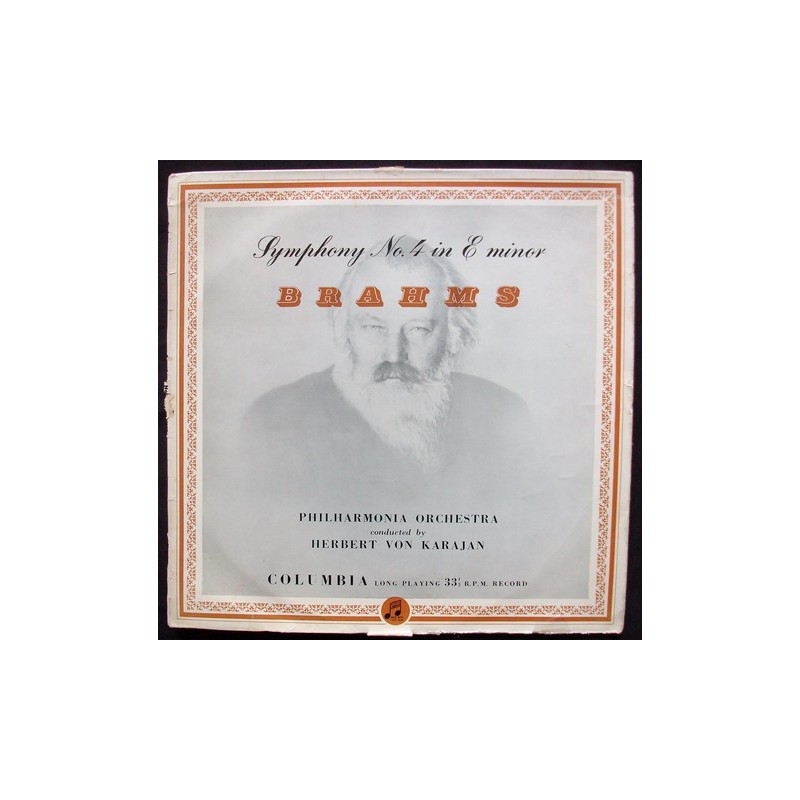 Symphony No. 4 in E minor
BRAHMS
PHILHARMONIA ORCHESTRA
conducted by
HERBERT VON KARAJAN
COLUMBIA LONG PLAYING 33⅓ R.P.M. RECORD